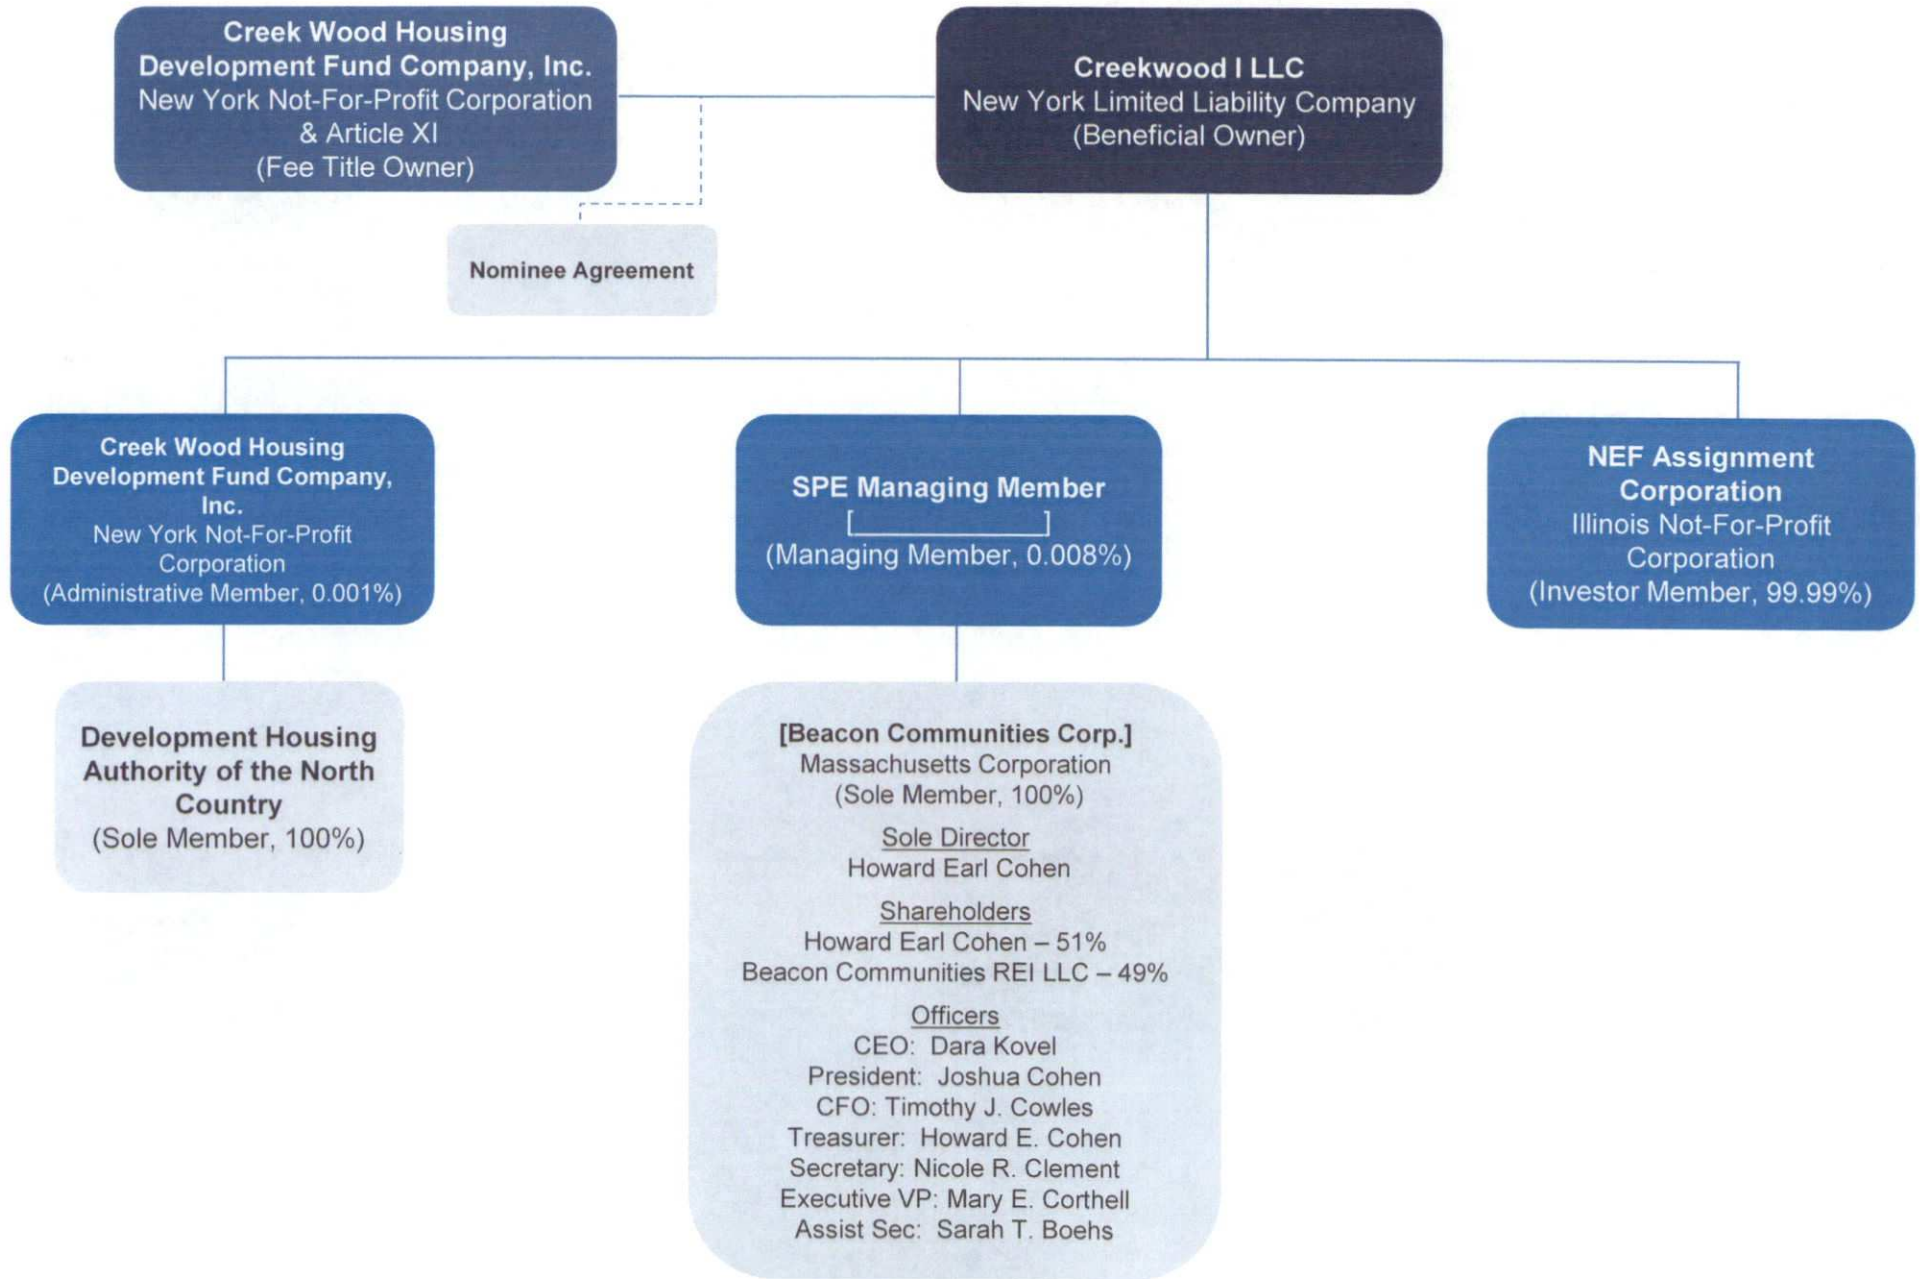 Creek Wood Housing
Development Fund Company, Inc.
New York Not-For-Profit Corporation
& Article XI
(Fee Title Owner)
Creekwood I LLC
New York Limited Liability Company
(Beneficial Owner)
Nominee Agreement
Creek Wood Housing
Development Fund Company,
Inc.
New York Not-For-Profit
Corporation
(Administrative Member, 0.001%)
SPE Managing Member
[__________]
(Managing Member, 0.008%)
NEF Assignment
Corporation
Illinois Not-For-Profit
Corporation
(Investor Member, 99.99%)
Development Housing
Authority of the North
Country
(Sole Member, 100%)
[Beacon Communities Corp.]
Massachusetts Corporation
(Sole Member, 100%)
Sole Director
Howard Earl Cohen
Shareholders
Howard Earl Cohen – 51%
Beacon Communities REI LLC – 49%
Officers
CEO: Dara Kovel
President: Joshua Cohen
CFO: Timothy J. Cowles
Treasurer: Howard E. Cohen
Secretary: Nicole R. Clement
Executive VP: Mary E. Corthell
Assist Sec: Sarah T. Boehs